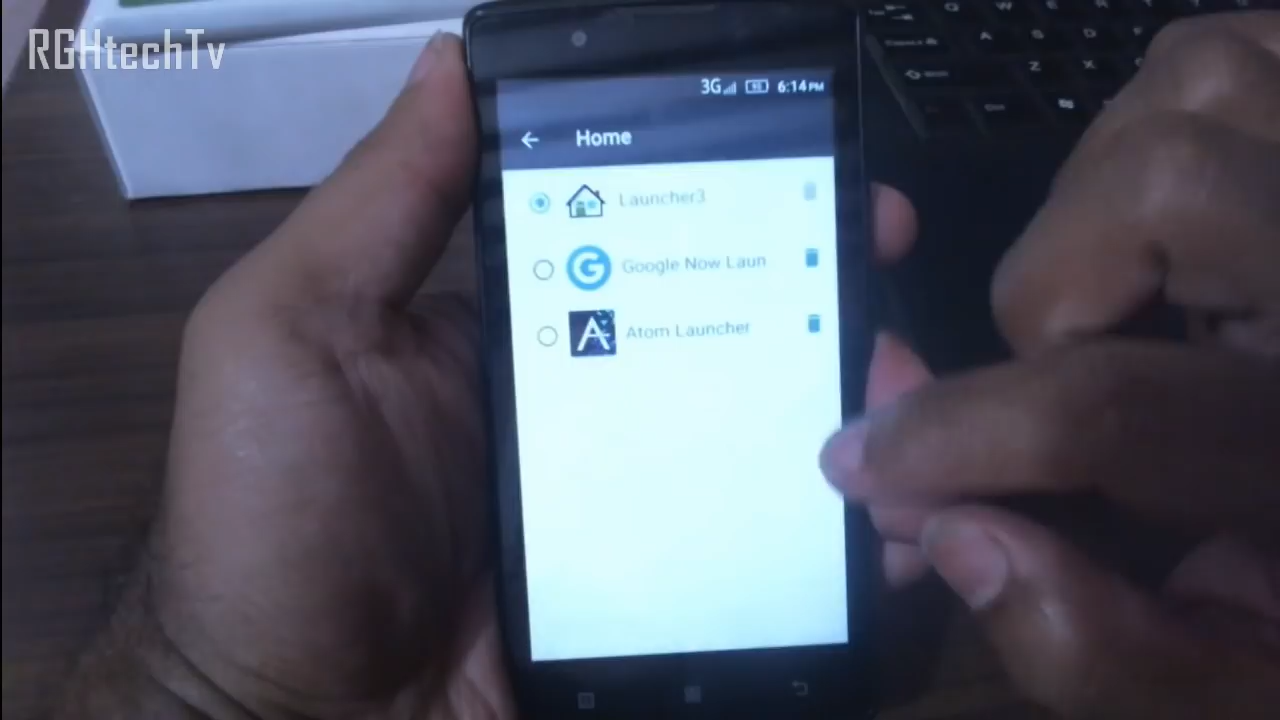 RGHtechTv
3G 6:14 PM
Home
Launcher3
Google Now Laun
Atom Launcher
Q W E R T Y
A S D F
Z X